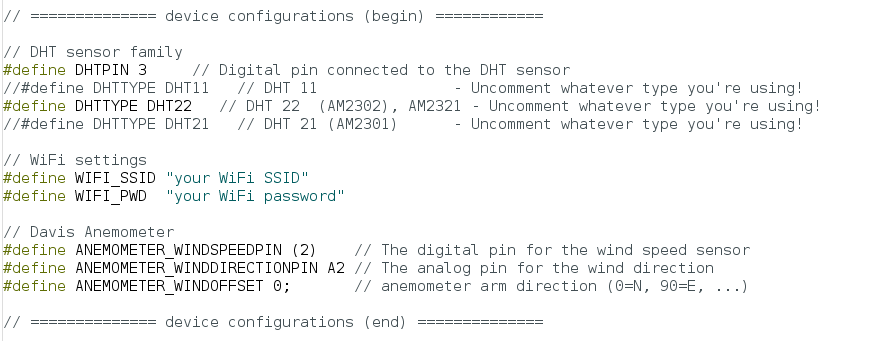 // ============== device configurations (begin) ============

// DHT sensor family
#define DHTPIN 3     // Digital pin connected to the DHT sensor
//#define DHTTYPE DHT11   // DHT 11               - Uncomment whatever type you're using!
#define DHTTYPE DHT22   // DHT 22  (AM2302), AM2321 - Uncomment whatever type you're using!
//#define DHTTYPE DHT21   // DHT 21 (AM2301)      - Uncomment whatever type you're using!

// WiFi settings
#define WIFI_SSID "your WiFi SSID"
#define WIFI_PWD  "your WiFi password"

// Davis Anemometer
#define ANEMOMETER_WINDSPEEDPIN (2)    // The digital pin for the wind speed sensor
#define ANEMOMETER_WINDDIRECTIONPIN A2 // The analog pin for the wind direction
#define ANEMOMETER_WINDOFFSET 0;       // anemometer arm direction (0=N, 90=E, ...)

// ============== device configurations (end) ==============